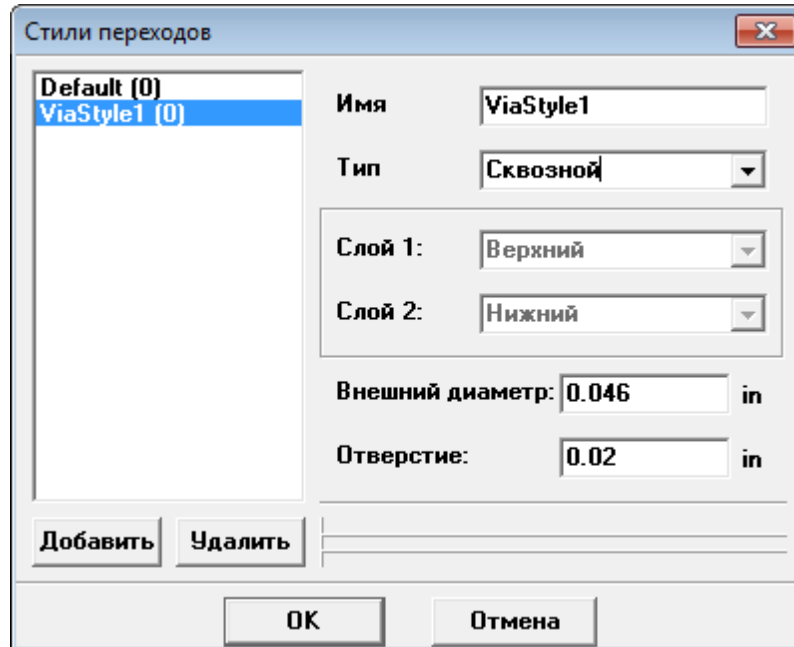 Стили переходов
Default (0)
ViaStyle1 (0)
Имя ViaStyle1
Тип Сквозной
Слой 1: Верхний
Слой 2: Нижний
Внешний диаметр: 0.046 in
Отверстие: 0.02 in
Добавить Удалить
OK Отмена